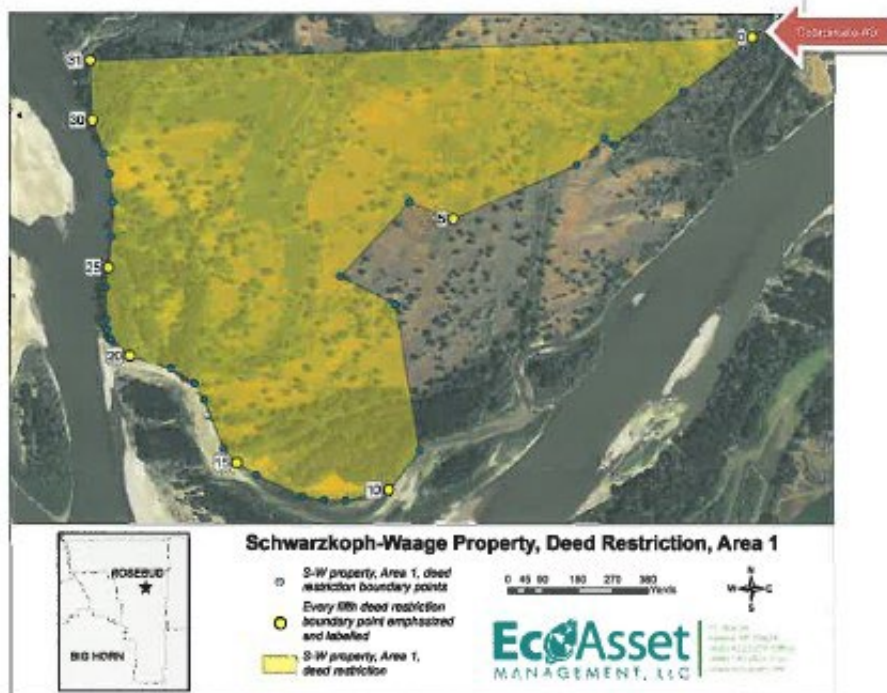 Coordinate #0
31
0
30
5
25
20
15
10
Schwarzkoph-Waage Property, Deed Restriction, Area 1
ROSEBUD
BIG HORN
S-W property, Area 1, deed
restriction boundary points
Every fifth deed restriction
boundary point emphasized
and labelled
S-W property, Area 1,
deed restriction
0 45 90 180 270 360
Yards
N
W E
S
EcoAsset
MANAGEMENT, LLC